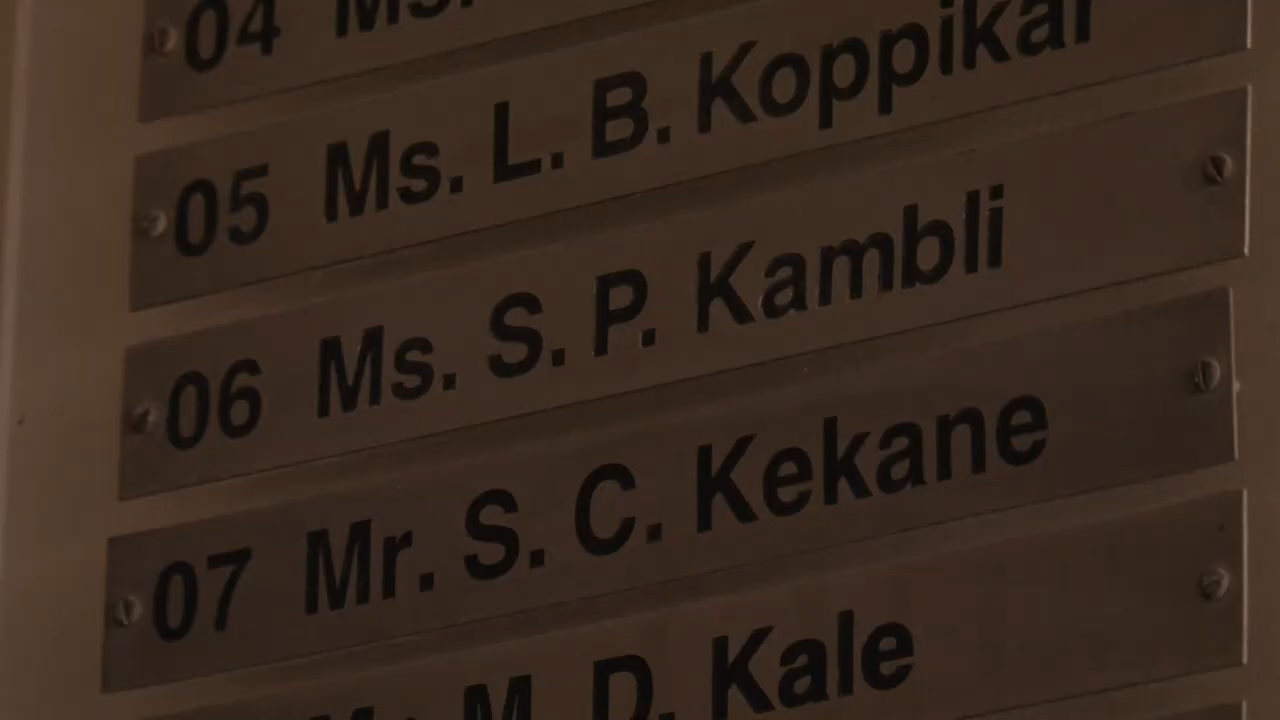 04 Ms.
05 Ms. L. B. Koppikar
06 Ms. S. P. Kambli
07 Mr. S. C. Kekane
M. D. Kale